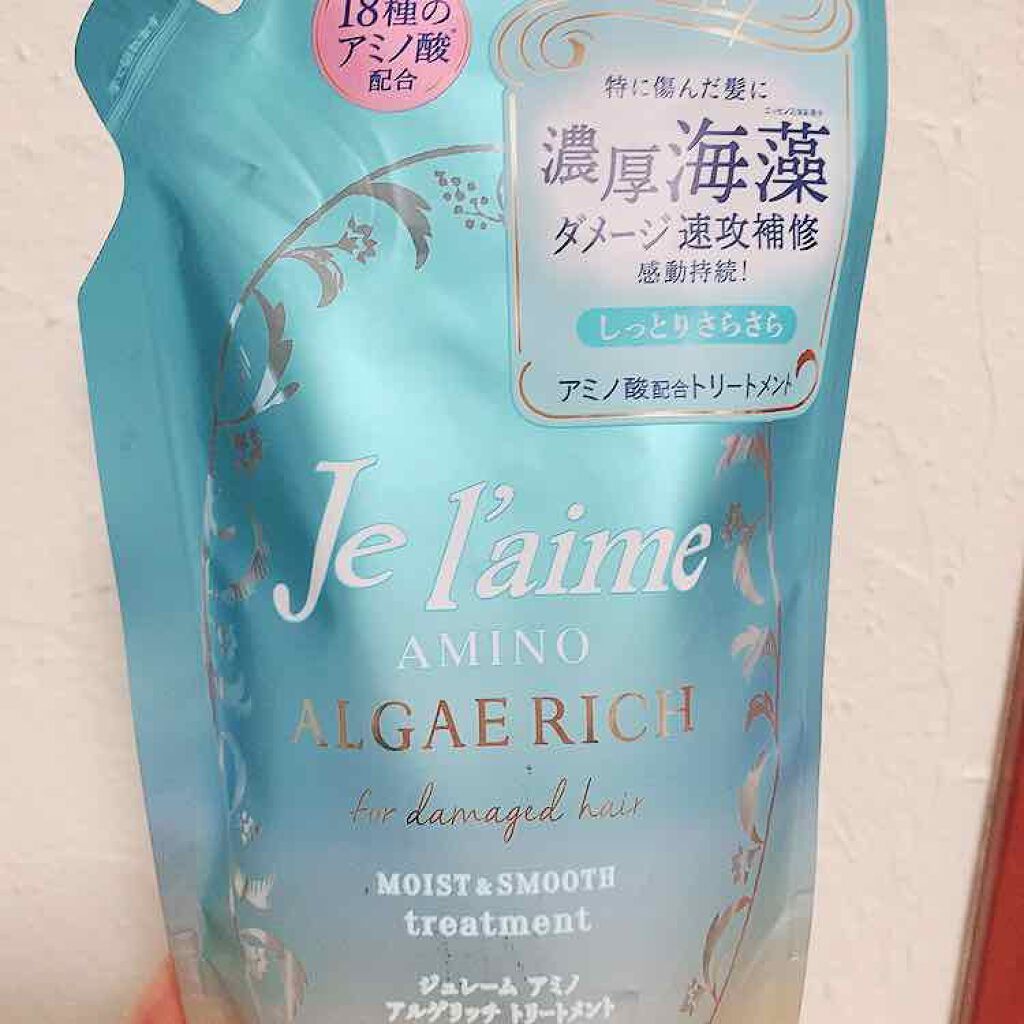 18種の
アミノ酸*
配合
特に傷んだ髪に
濃厚海藻
ダメージ速攻補修
感動持続!
しっとりさらさら
アミノ酸配合トリートメント
Je l'aime
AMINO
ALGAE RICH
for damaged hair
MOIST & SMOOTH
treatment
ジュレーム アミノ
アルゲリッチ トリートメント